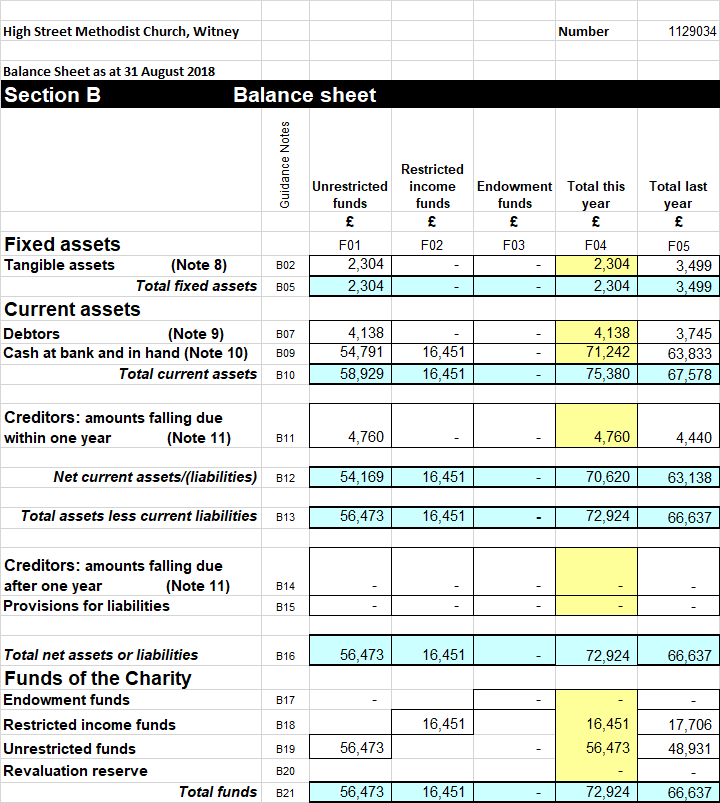 High Street Methodist Church, Witney Number 1129034
Balance Sheet as at 31 August 2018
Section B Balance sheet
Guidance Notes
Unrestricted funds Restricted income funds Endowment funds Total this year Total last year
£ £ £ £ £
Fixed assets F01 F02 F03 F04 F05
Tangible assets (Note 8) B02 2,304 - - 2,304 3,499
Total fixed assets B05 2,304 - - 2,304 3,499
Current assets
Debtors (Note 9) B07 4,138 - - 4,138 3,745
Cash at bank and in hand (Note 10) B09 54,791 16,451 - 71,242 63,833
Total current assets B10 58,929 16,451 - 75,380 67,578
Creditors: amounts falling due
within one year (Note 11) B11 4,760 - - 4,760 4,440
Net current assets/(liabilities) B12 54,169 16,451 - 70,620 63,138
Total assets less current liabilities B13 56,473 16,451 - 72,924 66,637
Creditors: amounts falling due
after one year (Note 11) B14 - - - - -
Provisions for liabilities B15 - - - - -
Total net assets or liabilities B16 56,473 16,451 - 72,924 66,637
Funds of the Charity
Endowment funds B17 - - - -
Restricted income funds B18 16,451 16,451 17,706
Unrestricted funds B19 56,473 - 56,473 48,931
Revaluation reserve B20 - -
Total funds B21 56,473 16,451 - 72,924 66,637